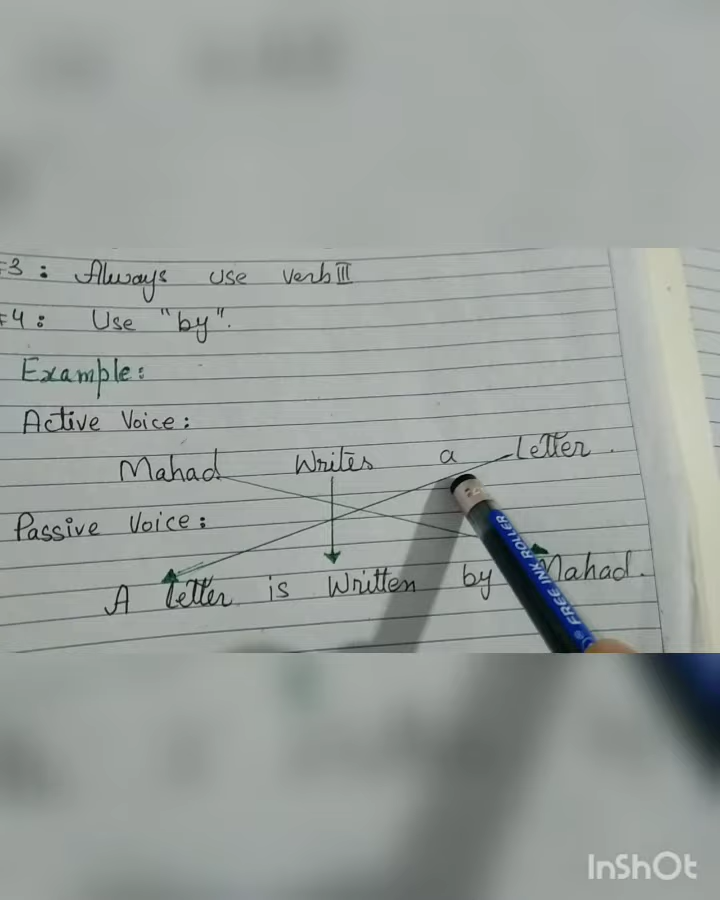 #3 : Always use verb III
#4 : Use "by".
Example :
Active Voice :
Mahad Writes a Letter .
Passive Voice :
A letter is Written by Mahad .
FREE INK ROLLER
InShOt